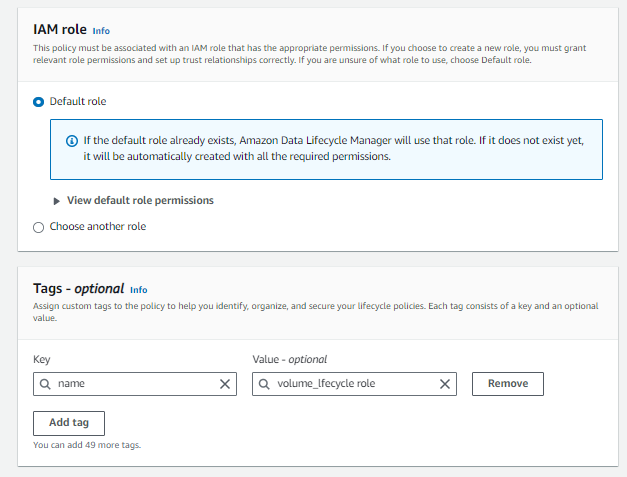 IAM role Info
This policy must be associated with an IAM role that has the appropriate permissions. If you choose to create a new role, you must grant
relevant role permissions and set up trust relationships correctly. If you are unsure of what role to use, choose Default role.
Default role
If the default role already exists, Amazon Data Lifecycle Manager will use that role. If it does not exist yet,
it will be automatically created with all the required permissions.
View default role permissions
Choose another role
Tags - optional Info
Assign custom tags to the policy to help you identify, organize, and secure your lifecycle policies. Each tag consists of a key and an optional
value.
Key Value - optional
name volume_lfecycle role Remove
Add tag
You can add 49 more tags.